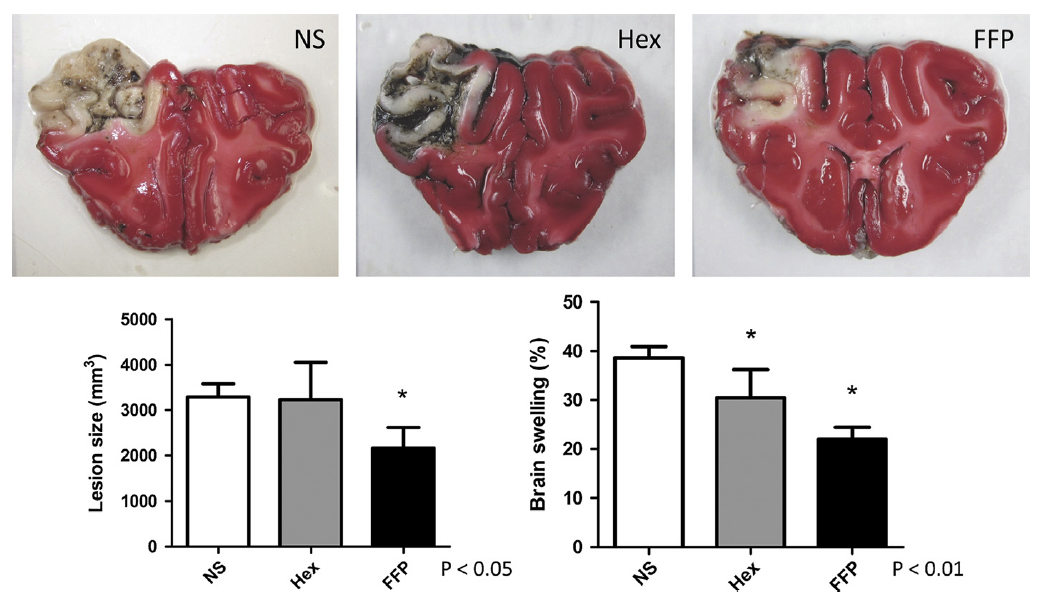 NS
Hex
FFP
Lesion size (mm³)
5000
4000
3000
2000
1000
0
NS
Hex
FFP
P < 0.05
*
Brain swelling (%)
50
40
30
20
10
0
NS
Hex
FFP
P < 0.01
*
*